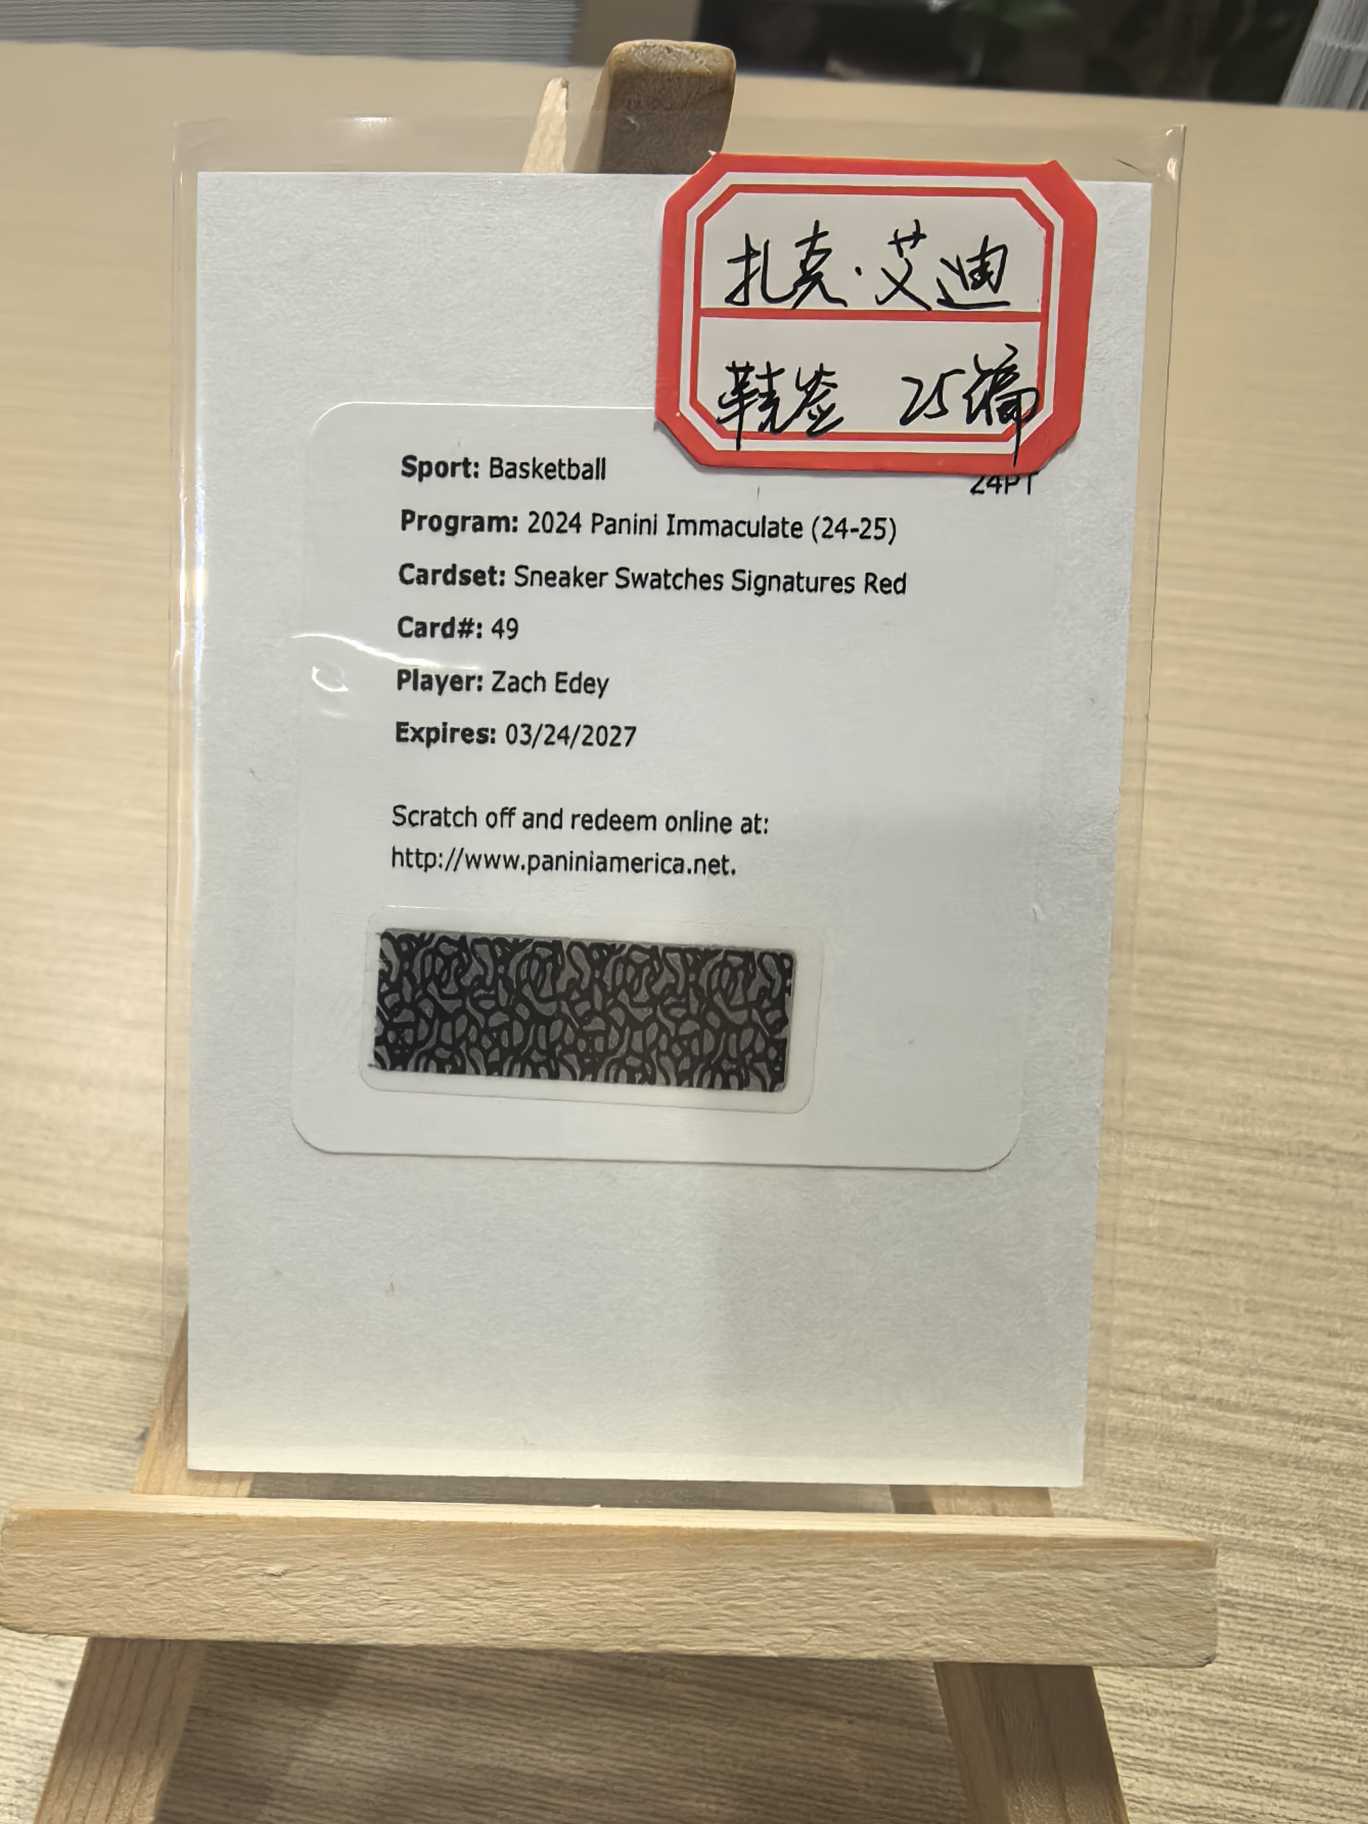 扎克·艾迪
鞋签 25编
24PT
Sport: Basketball
Program: 2024 Panini Immaculate (24-25)
Cardset: Sneaker Swatches Signatures Red
Card#: 49
Player: Zach Edey
Expires: 03/24/2027
Scratch off and redeem online at:
http://www.paniniamerica.net.